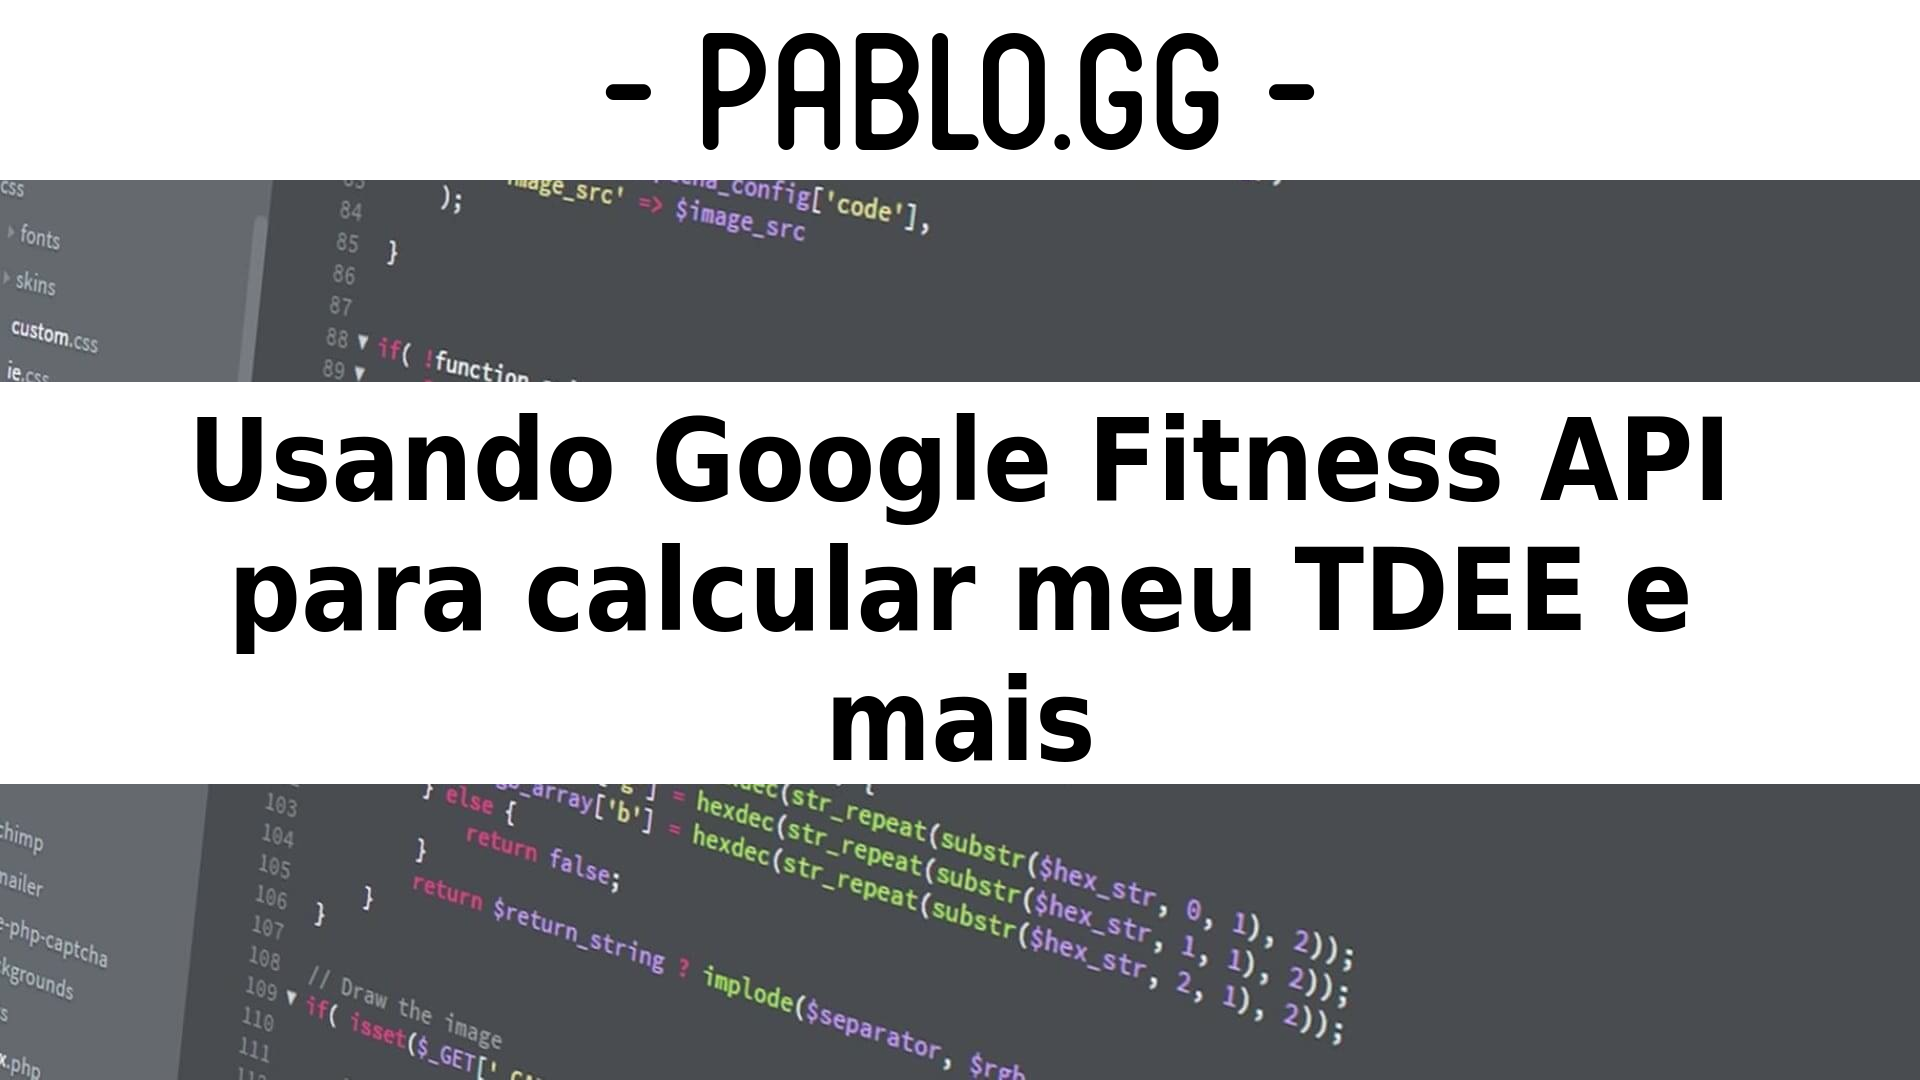 - PABLO.GG -
css
fonts
skins
custom.css
ie.css
84
85
86
87
88
89
_config['code'],
image_src' => $image_src
);
}
if( !function
Usando Google Fitness API
para calcular meu TDEE e
mais
103
104
105
106
107
108
109
110
111
chimp
mailer
e-php-captcha
kgrounds
s
x.php
hexdec(str_repeat(substr($hex_str, 0, 1), 2));
_array['b'] = hexdec(str_repeat(substr($hex_str, 1, 1), 2));
hexdec(str_repeat(substr($hex_str, 2, 1), 2));
} else {
return false;
}
}
return $return_string ? implode($separator, $rgb
}
// Draw the image
if( isset($_GET['